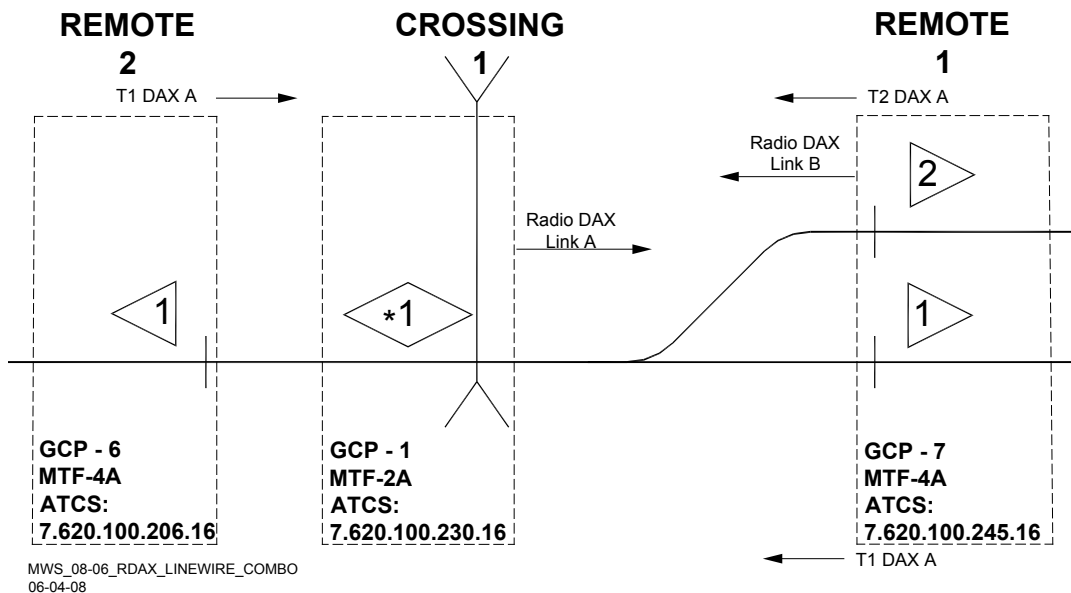 REMOTE
2
CROSSING
1
REMOTE
1
T1 DAX A
T2 DAX A
Radio DAX
Link B
2
Radio DAX
Link A
1
*1
1
GCP - 6
MTF-4A
ATCS:
7.620.100.206.16
GCP - 1
MTF-2A
ATCS:
7.620.100.230.16
GCP - 7
MTF-4A
ATCS:
7.620.100.245.16
T1 DAX A
MWS_08-06_RDAX_LINEWIRE_COMBO
06-04-08